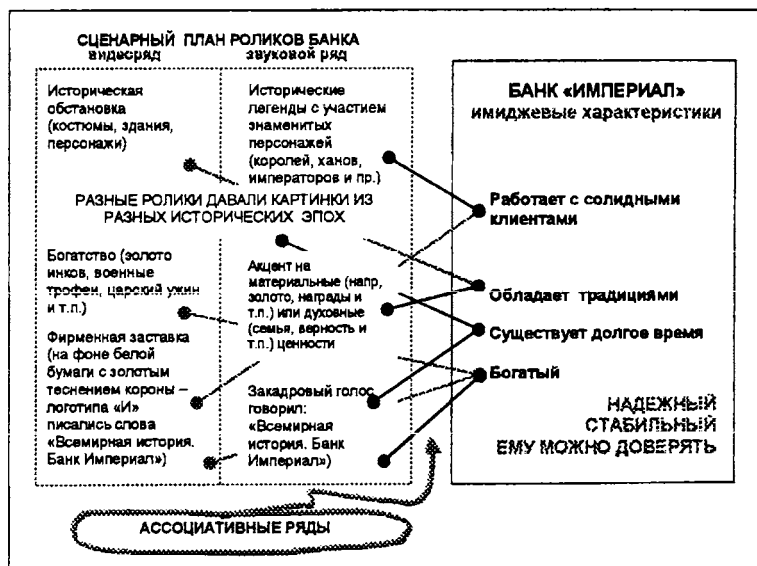 СЦЕНАРНЫЙ ПЛАН РОЛИКОВ БАНКА
видеоряд
звуковой ряд
Историческая
обстановка
(костюмы, здания,
персонажи)
Исторические
легенды с участием
знаменитых
персонажей
(королей, ханов,
императоров и пр.)
РАЗНЫЕ РОЛИКИ ДАВАЛИ КАРТИНКИ ИЗ
РАЗНЫХ ИСТОРИЧЕСКИХ ЭПОХ
Богатство (золото
инков, военные
трофеи, царский ужин
и т.п.)
Акцент на
материальные (напр,
золото, награды и
т.п.) или духовные
(семья, верность и
т.п.) ценности
Фирменная заставка
(на фоне белой
бумаги с золотым
теснением короны –
логотипа «И»
писались слова
«Всемирная история.
Банк Империал»)
Закадровый голос
говорил:
«Всемирная
история. Банк
Империал»)
АССОЦИАТИВНЫЕ РЯДЫ
БАНК «ИМПЕРИАЛ»
имиджевые характеристики
Работает с солидными
клиентами
Обладает традициями
Существует долгое время
Богатый
НАДЕЖНЫЙ
СТАБИЛЬНЫЙ
ЕМУ МОЖНО ДОВЕРЯТЬ